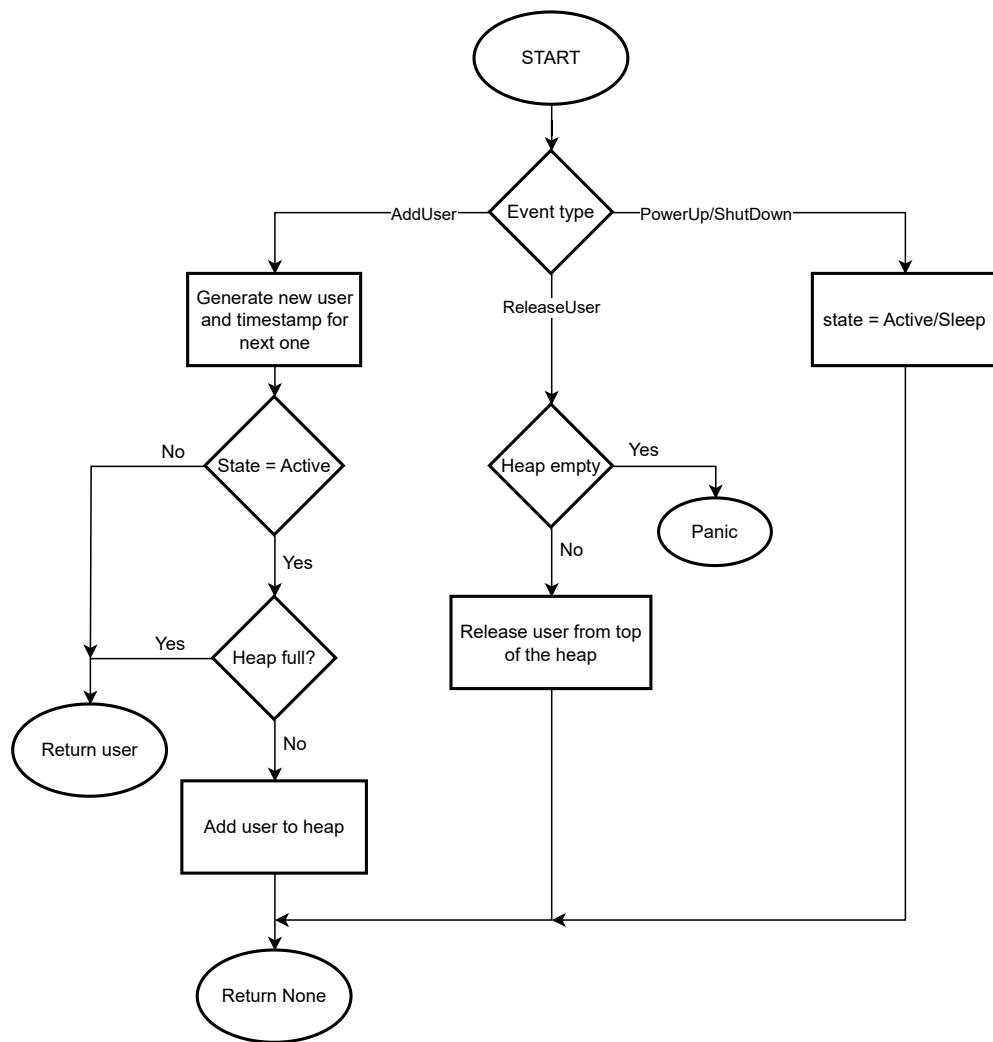 START
Event type
AddUser
PowerUp/ShutDown
ReleaseUser
Generate new user
and timestamp for
next one
state = Active/Sleep
State = Active
No
Yes
Heap empty
Yes
No
Panic
Heap full?
Yes
No
Release user from top
of the heap
Return user
Add user to heap
Return None